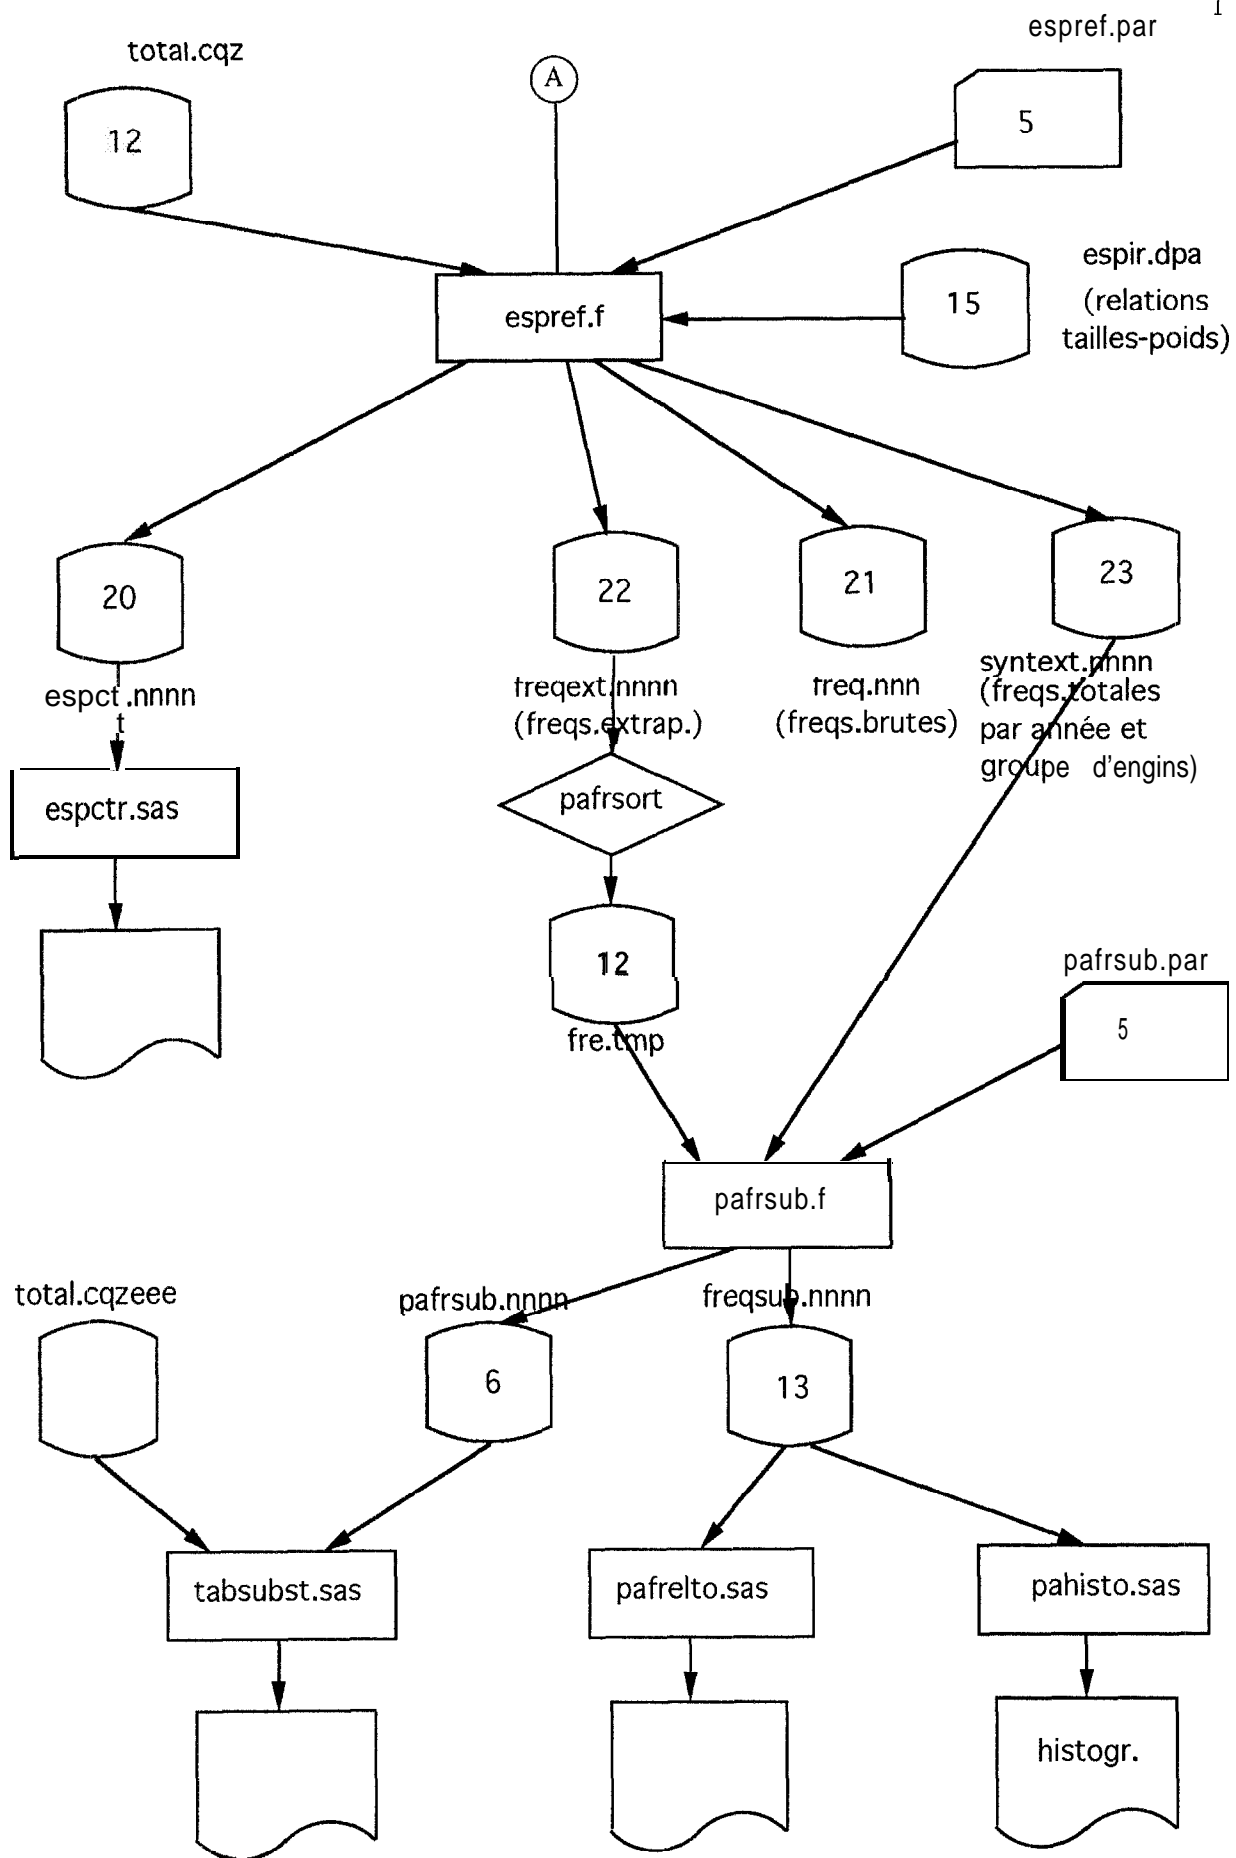 1
total.cqz
espref.par
A
12
5
espir.dpa
(relations
tailles-poids)
espref.f
15
20
22
21
23
espct.nnnn
t
freqext.nnnn
(freqs.extrap.)
freq.nnn
(freqs.brutes)
syntext.nnnn
(freqs.totales
par année et
groupe d'engins)
espctr.sas
pafrsort
12
fre.tmp
pafrsub.par
5
pafrsub.f
total.cqzeee
pafrsub.nnnn
freqsub.nnnn
6
13
tabsubst.sas
pafrelto.sas
pahisto.sas
histogr.